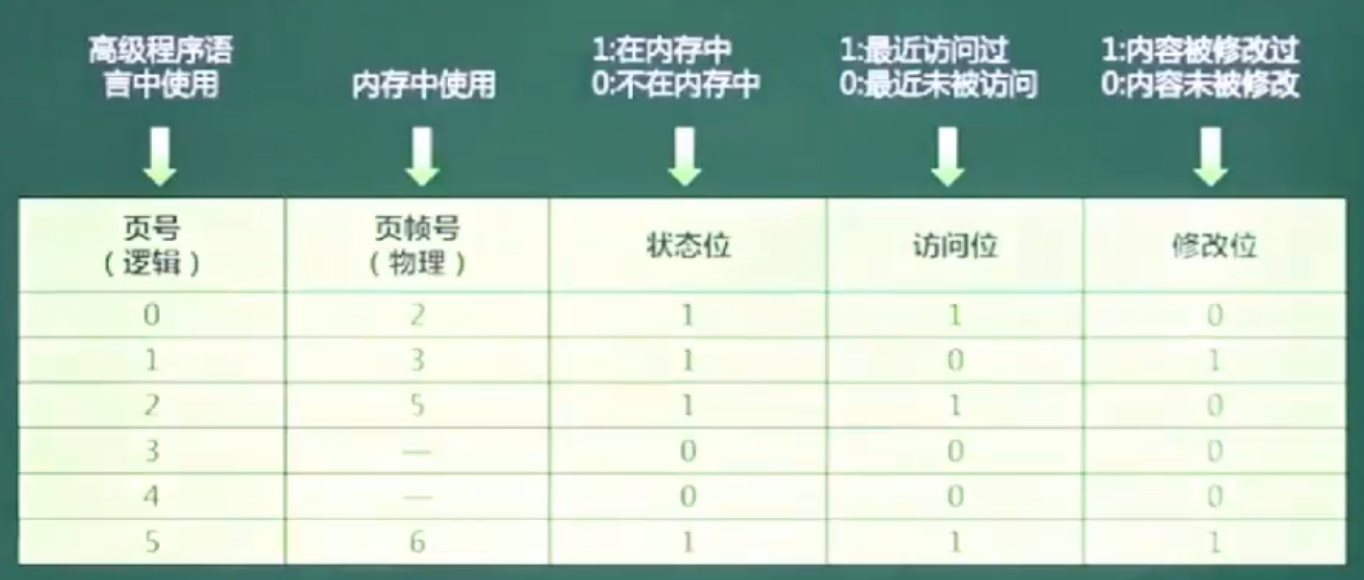 高级程序语
言中使用
内存中使用
1:在内存中
0:不在内存中
1:最近访问过
0:最近未被访问
1:内容被修改过
0:内容未被修改
页号
（逻辑）
页帧号
（物理）
状态位
访问位
修改位
0 2 1 1 0
1 3 1 0 1
2 5 1 1 0
3 — 0 0 0
4 — 0 0 0
5 6 1 1 1